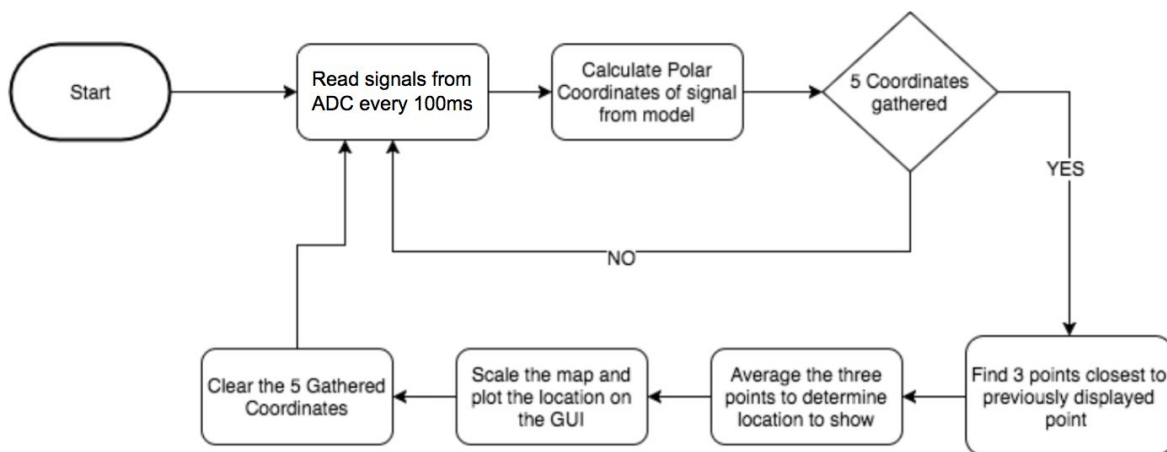 Start
Read signals from
ADC every 100ms
Calculate Polar
Coordinates of signal
from model
5 Coordinates
gathered
YES
NO
Clear the 5 Gathered
Coordinates
Scale the map and
plot the location on
the GUI
Average the three
points to determine
location to show
Find 3 points closest to
previously displayed
point